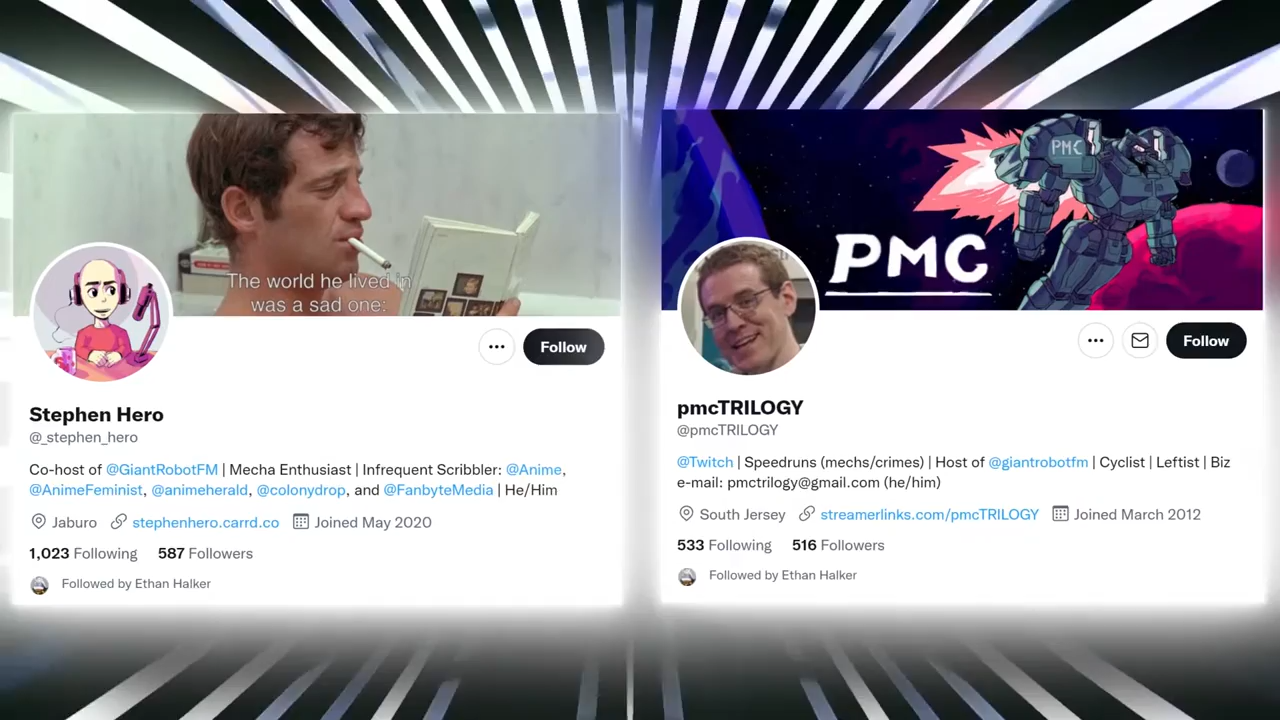 The world he lived in
was a sad one:
Follow
Stephen Hero
@_stephen_hero
Co-host of @GiantRobotFM | Mecha Enthusiast | Infrequent Scribbler: @Anime,
@AnimeFeminist, @animeherald, @colonydrop, and @FanbyteMedia | He/Him
Jaburo stephenhero.carrd.co Joined May 2020
1,023 Following 587 Followers
Followed by Ethan Halker
PMC
PMC
Follow
pmcTRILOGY
@pmcTRILOGY
@Twitch | Speedruns (mechs/crimes) | Host of @giantrobotfm | Cyclist | Leftist | Biz
e-mail: pmctrilogy@gmail.com (he/him)
South Jersey streamerlinks.com/pmcTRILOGY Joined March 2012
533 Following 516 Followers
Followed by Ethan Halker